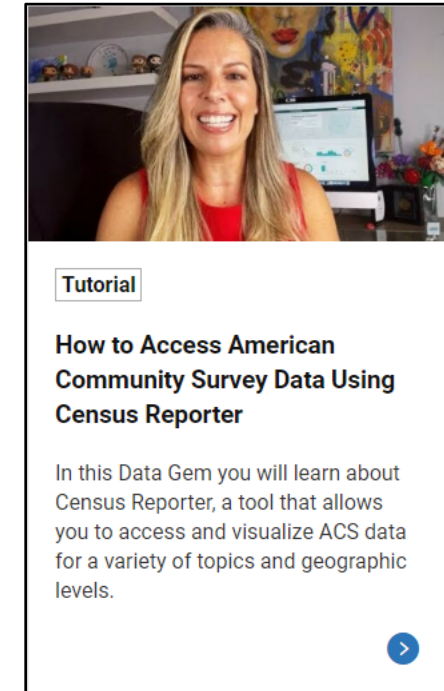 Tutorial
How to Access American
Community Survey Data Using
Census Reporter
In this Data Gem you will learn about
Census Reporter, a tool that allows
you to access and visualize ACS data
for a variety of topics and geographic
levels.